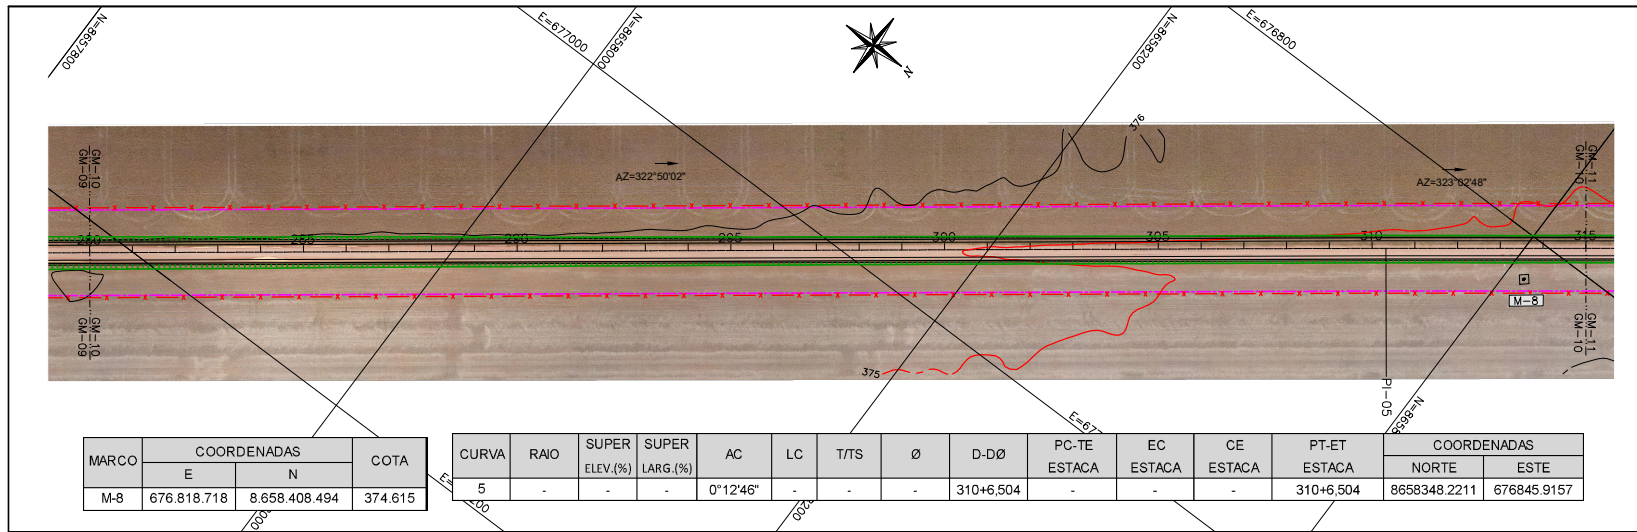 N=8657800
E=677000
N=8658000
N=8658200
E=676800
N
376
AZ=322°50'02"
AZ=323°02'48"
GM-10
GM-09
GM-11
GM-10
280
285
290
295
300
305
310
315
M-8
GM-10
GM-09
GM-11
GM-10
375
PI-05
MARCO
COORDENADAS
COTA
E
N
M-8
676.818.718
8.658.408.494
374.615
CURVA
RAIO
SUPER
ELEV.(%)
SUPER
LARG.(%)
AC
LC
T/TS
Ø
D-DØ
PC-TE
ESTACA
EC
ESTACA
CE
ESTACA
PT-ET
ESTACA
COORDENADAS
NORTE
ESTE
5
-
-
-
0°12'46"
-
-
-
310+6,504
-
-
-
310+6,504
8658348.2211
676845.9157